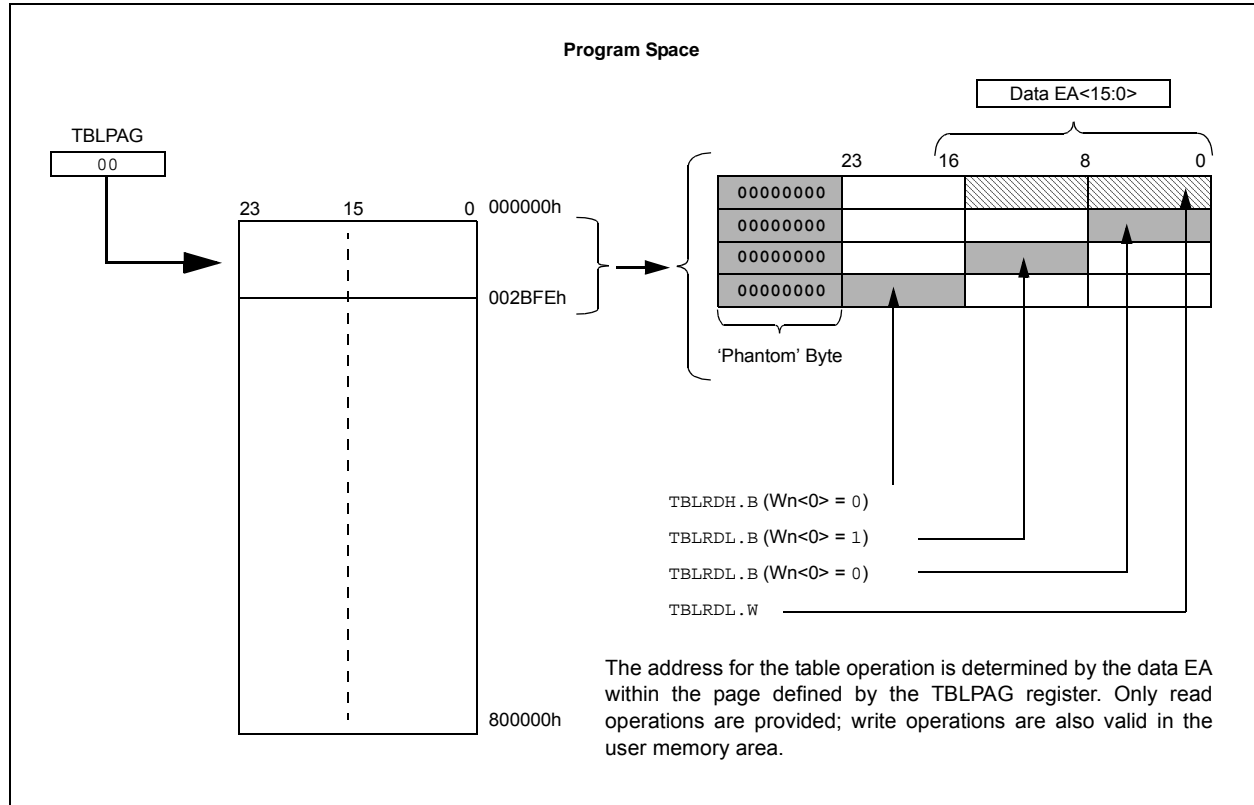 Program Space
Data EA<15:0>
TBLPAG
00
23 16 8 0
23 15 0
000000h
00000000
00000000
00000000
00000000
002BFEh
‘Phantom’ Byte
TBLRDH.B (Wn<0> = 0)
TBLRDL.B (Wn<0> = 1)
TBLRDL.B (Wn<0> = 0)
TBLRDL.W
The address for the table operation is determined by the data EA
within the page defined by the TBLPAG register. Only read
operations are provided; write operations are also valid in the
user memory area.
800000h